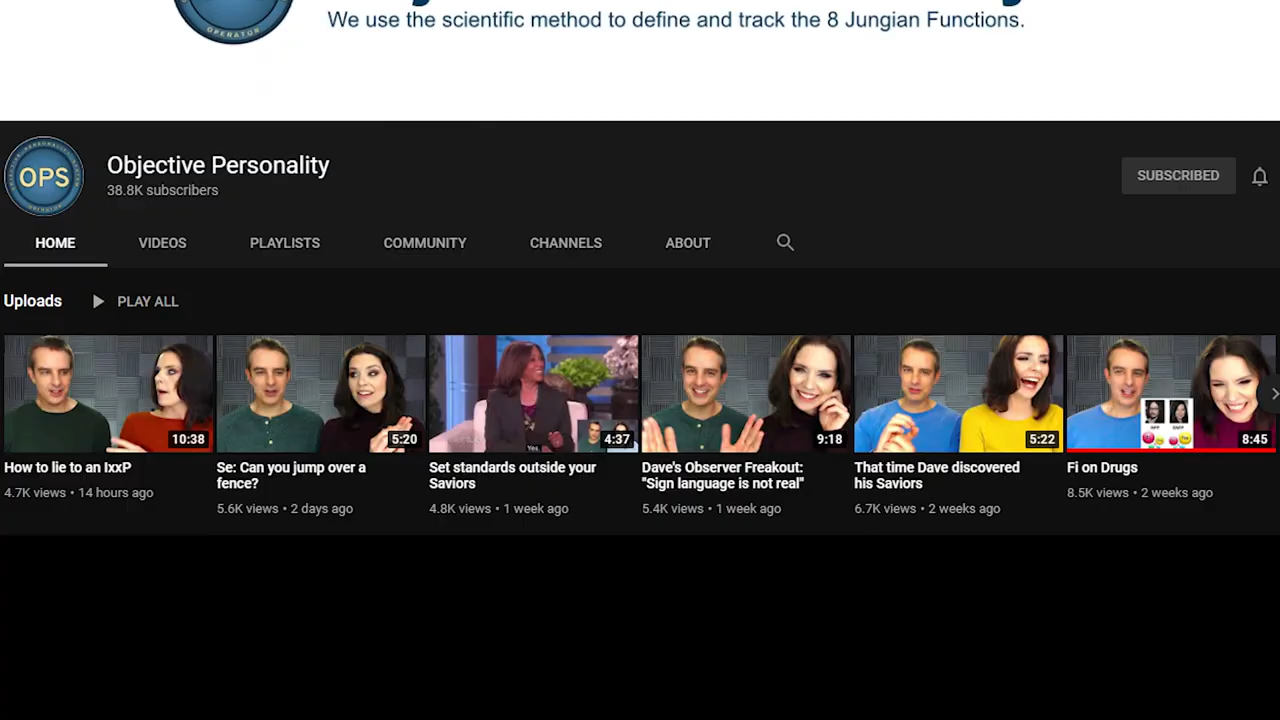 OPERATOR
We use the scientific method to define and track the 8 Jungian Functions.
OPS
Objective Personality
38.8K subscribers
SUBSCRIBED
HOME
VIDEOS
PLAYLISTS
COMMUNITY
CHANNELS
ABOUT
Uploads
PLAY ALL
10:38
5:20
Yes.
4:37
9:18
5:22
8:45
How to lie to an IxxP
4.7K views • 14 hours ago
Se: Can you jump over a
fence?
5.6K views • 2 days ago
Set standards outside your
Saviors
4.8K views • 1 week ago
Dave's Observer Freakout:
"Sign language is not real"
5.4K views • 1 week ago
That time Dave discovered
his Saviors
6.7K views • 2 weeks ago
Fi on Drugs
8.5K views • 2 weeks ago